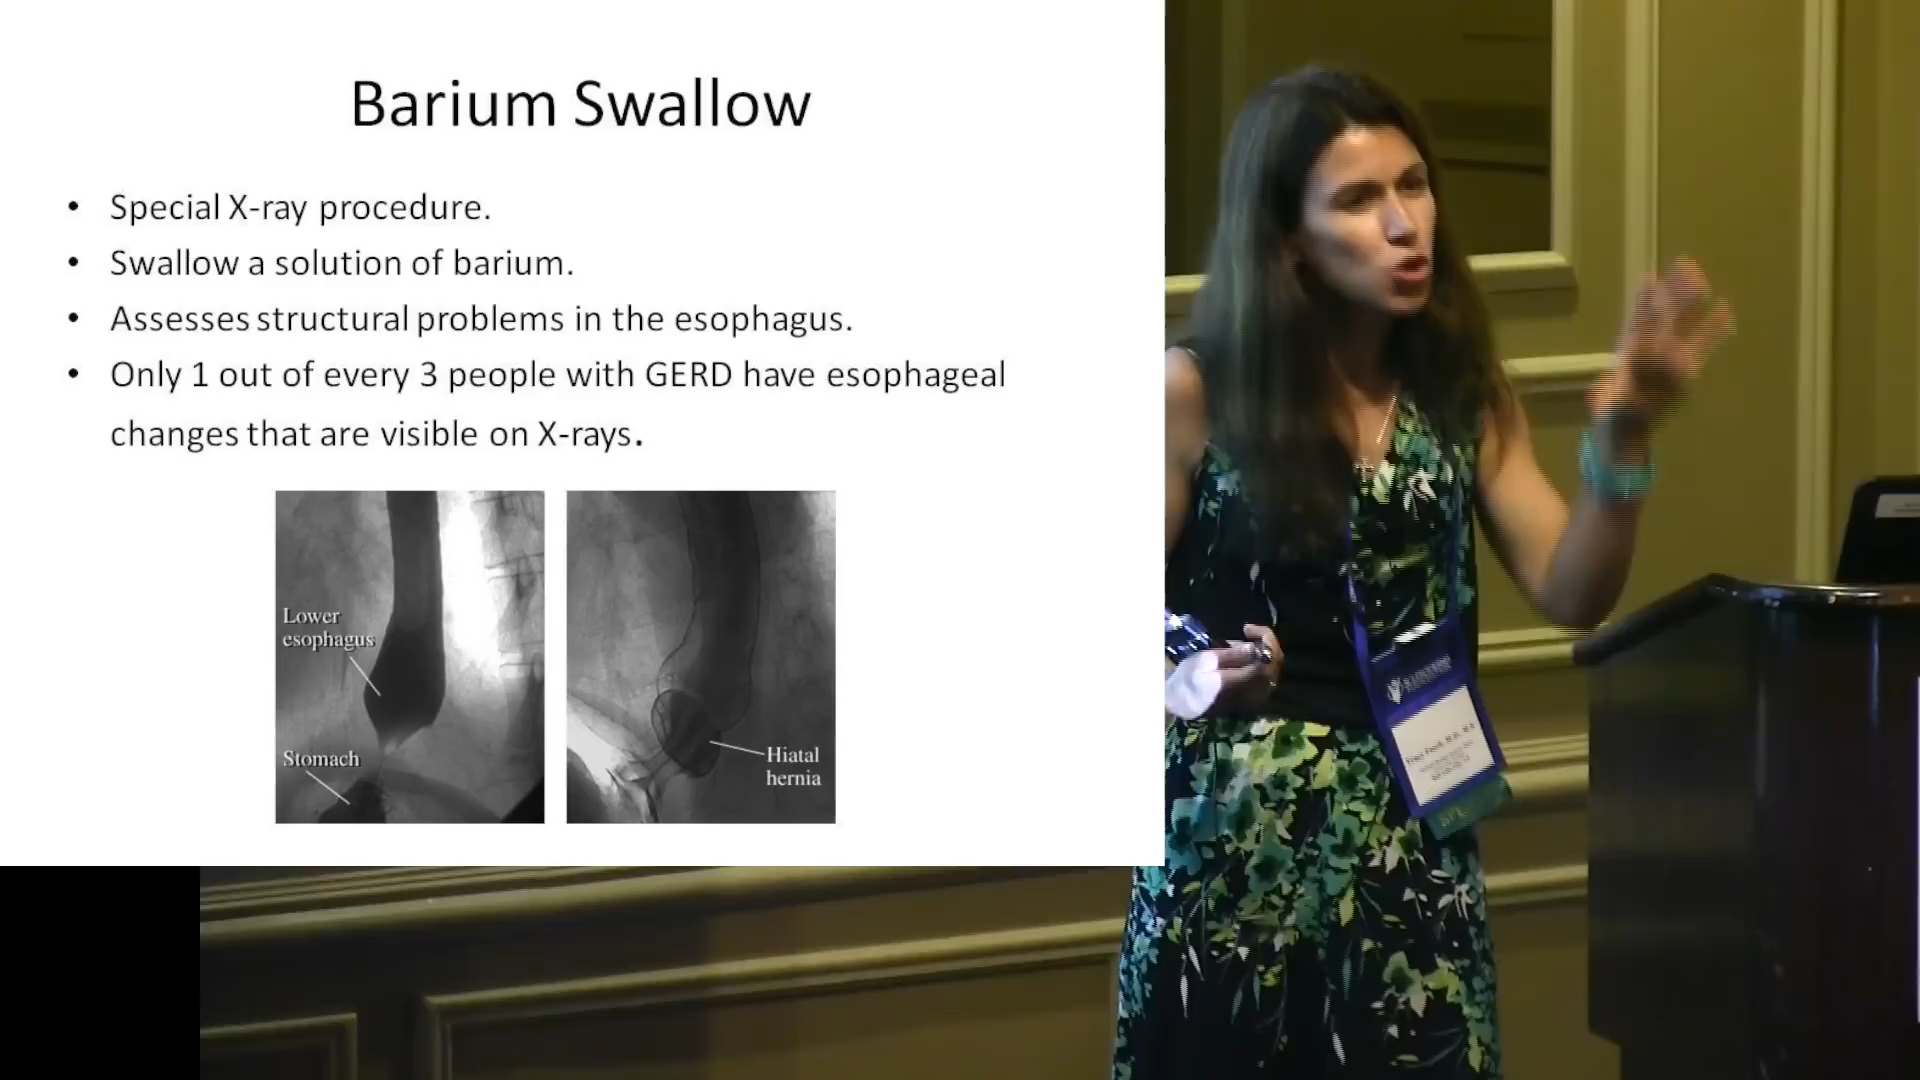 Barium Swallow
• Special X-ray procedure.
• Swallow a solution of barium.
• Assesses structural problems in the esophagus.
• Only 1 out of every 3 people with GERD have esophageal
changes that are visible on X-rays.
Lower
esophagus
Stomach
Hiatal
hernia